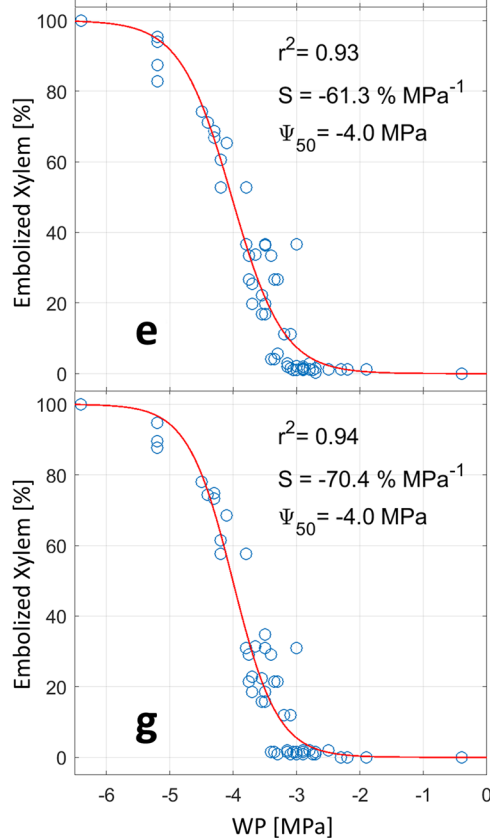 100
80
60
40
20
0
Embolized Xylem [%]
r²= 0.93
S = -61.3 % MPa⁻¹
Ψ₅₀= -4.0 MPa
e
100
80
60
40
20
0
Embolized Xylem [%]
r²= 0.94
S = -70.4 % MPa⁻¹
Ψ₅₀= -4.0 MPa
g
-6 -5 -4 -3 -2 -1 0
WP [MPa]